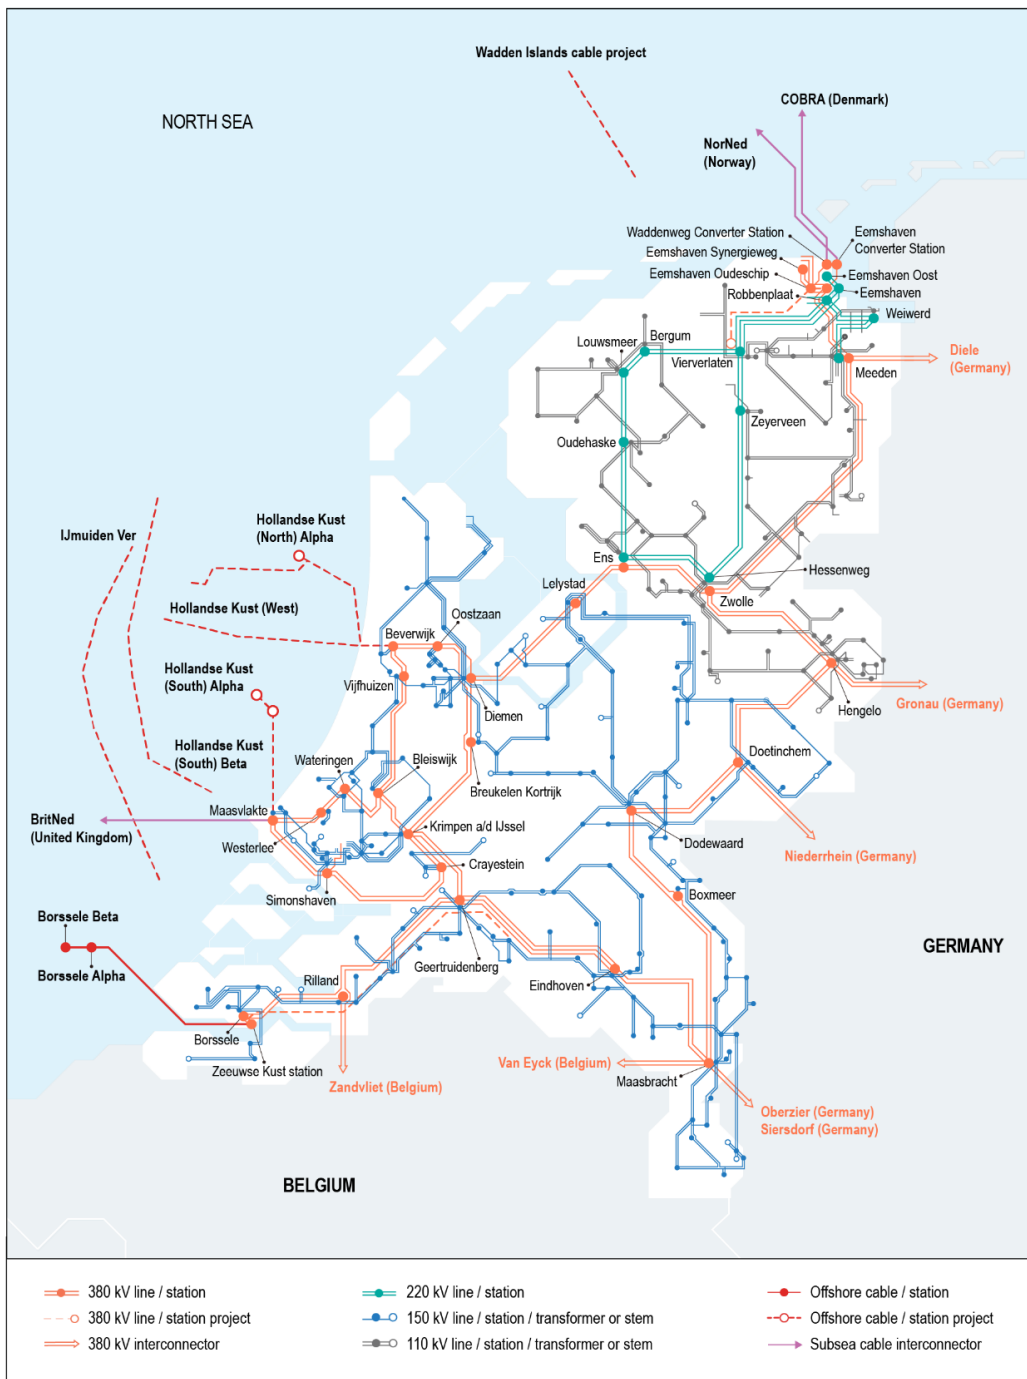 Wadden Islands cable project
COBRA (Denmark)
NORTH SEA
NorNed
(Norway)
Waddenweg Converter Station
Eemshaven
Converter Station
Eemshaven Synergieweg
Eemshaven Oudeschip
Eemshaven Oost
Robbenplaat
Eemshaven
Weiwerd
Bergum
Louwsmeer
Vierverlaten
Meeden
Diele
(Germany)
Zeyerveen
Oudehaske
IJmuiden Ver
Hollandse Kust
(North) Alpha
Ens
Hessenweg
Lelystad
Zwolle
Hollandse Kust (West)
Oostzaan
Beverwijk
Hollandse Kust
(South) Alpha
Vijfhuizen
Diemen
Hengelo
Gronau (Germany)
Hollandse Kust
(South) Beta
Wateringen
Bleiswijk
Doetinchem
Breukelen Kortrijk
Maasvlakte
BritNed
(United Kingdom)
Westerlee
Krimpen a/d IJssel
Dodewaard
Niederrhein (Germany)
Crayestein
Simonshaven
Boxmeer
Borssele Beta
Borssele Alpha
GERMANY
Geertruidenberg
Rilland
Eindhoven
Borssele
Zeeuwse Kust station
Zandvliet (Belgium)
Van Eyck (Belgium)
Maasbracht
Oberzier (Germany)
Siersdorf (Germany)
BELGIUM
380 kV line / station
220 kV line / station
Offshore cable / station
380 kV line / station project
150 kV line / station / transformer or stem
Offshore cable / station project
380 kV interconnector
110 kV line / station / transformer or stem
Subsea cable interconnector